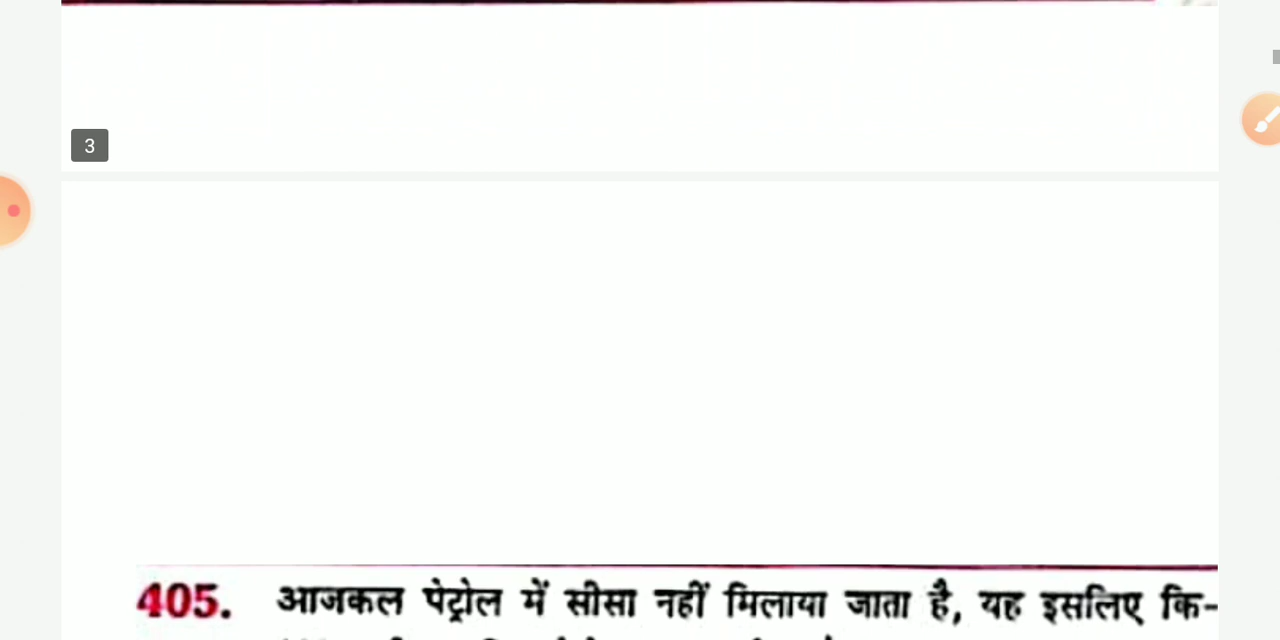 3
405. आजकल पेट्रोल में सीसा नहीं मिलाया जाता है, यह इसलिए कि-